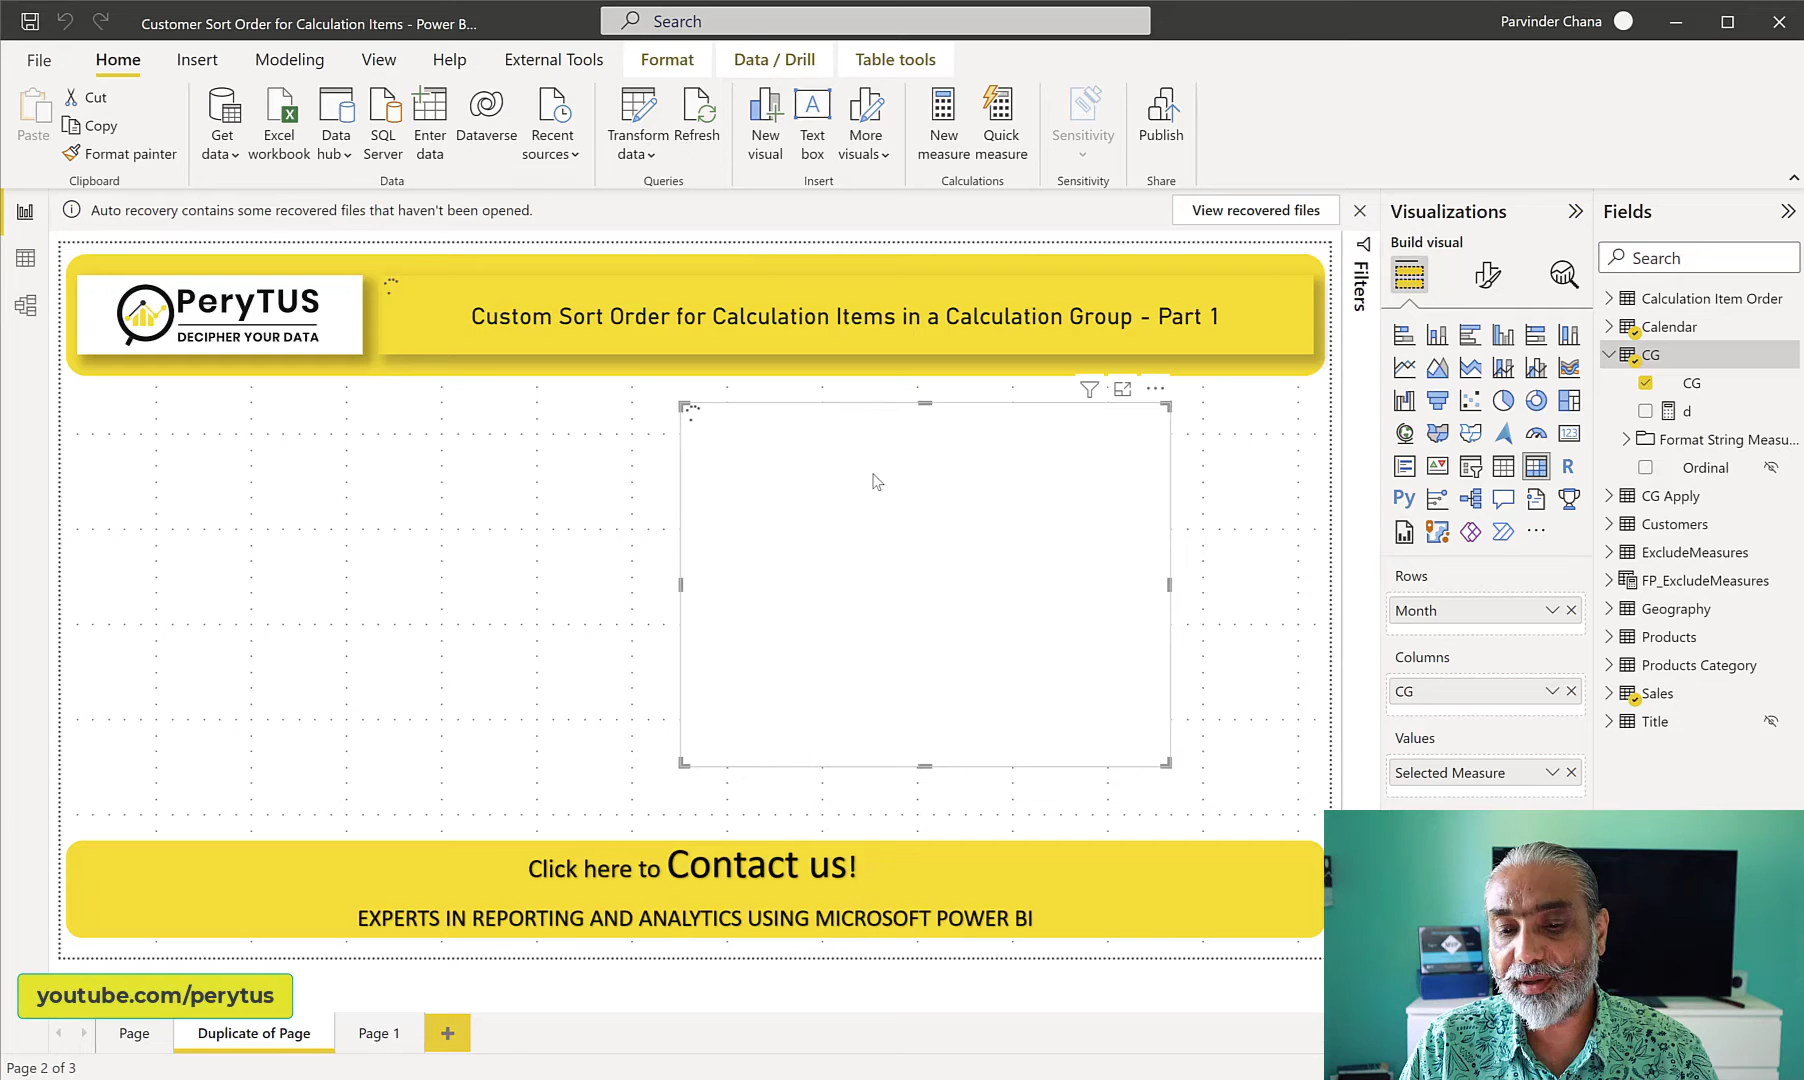 Customer Sort Order for Calculation Items - Power B...
Search
Parvinder Chana
File
Home
Insert
Modeling
View
Help
External Tools
Format
Data / Drill
Table tools
Paste
Cut
Copy
Format painter
Clipboard
Get data
Excel workbook
Data hub
SQL Server
Enter data
Dataverse
Recent sources
Data
Transform data
Refresh
Queries
New visual
Text box
More visuals
Insert
New measure
Quick measure
Calculations
Sensitivity
Sensitivity
Publish
Share
Auto recovery contains some recovered files that haven't been opened.
View recovered files
PeryTUS
DECIPHER YOUR DATA
Custom Sort Order for Calculation Items in a Calculation Group - Part 1
Filters
Visualizations
Build visual
123
R
Py
Rows
Month
Columns
CG
Values
Selected Measure
Fields
Search
Calculation Item Order
Calendar
CG
CG
d
Format String Measu...
Ordinal
CG Apply
Customers
ExcludeMeasures
FP_ExcludeMeasures
Geography
Products
Products Category
Sales
Title
Click here to Contact us!
EXPERTS IN REPORTING AND ANALYTICS USING MICROSOFT POWER BI
youtube.com/perytus
Page
Duplicate of Page
Page 1
Page 2 of 3